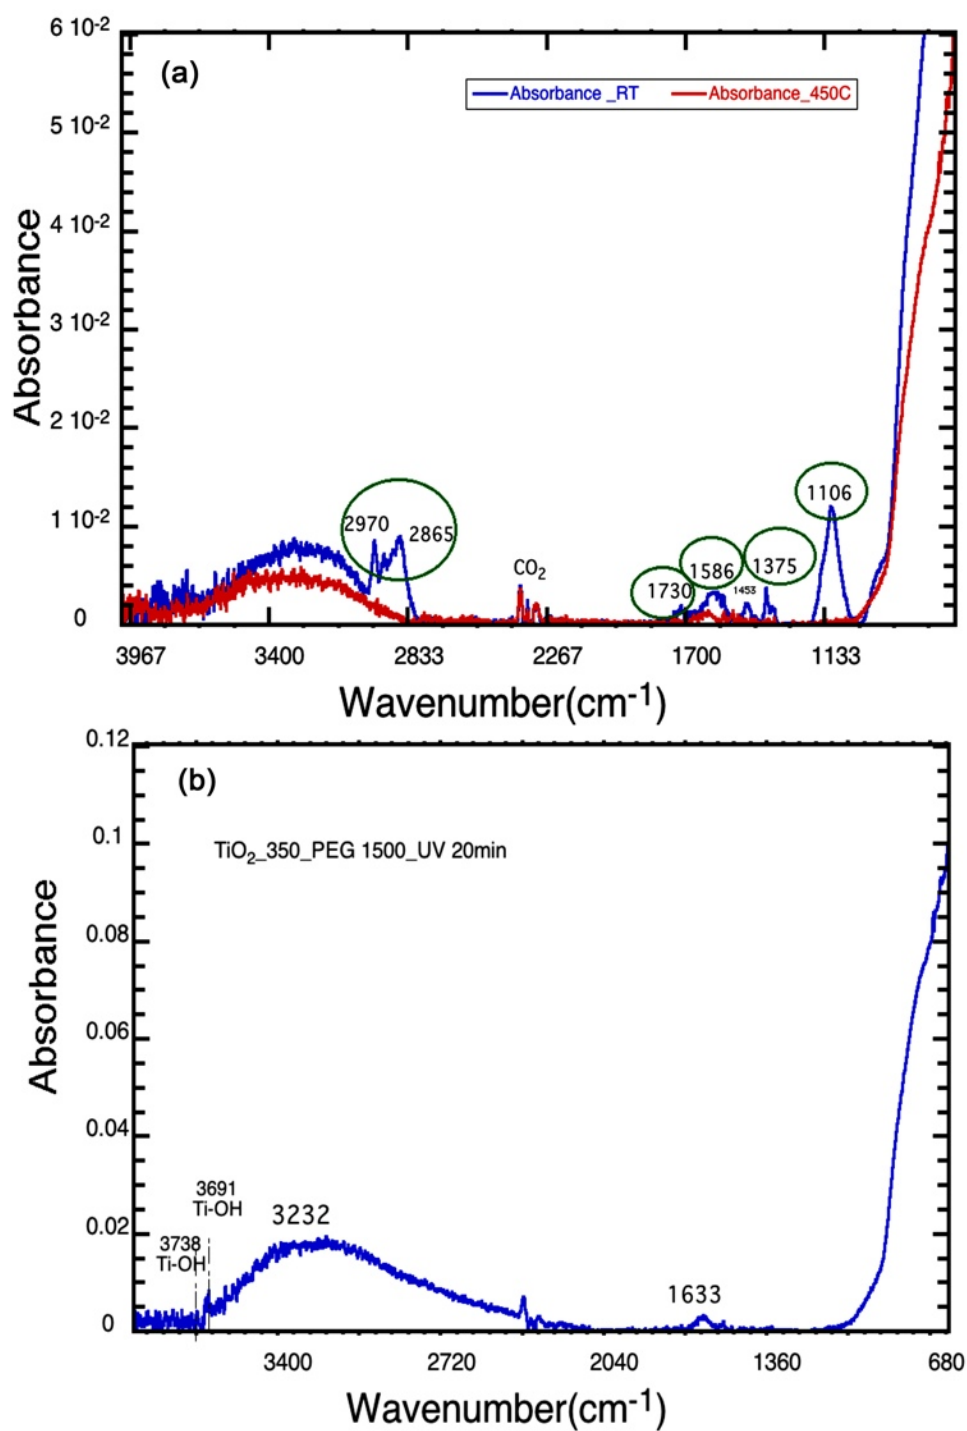 6 10⁻²
(a)
Absorbance _RT
Absorbance_450C
5 10⁻²
4 10⁻²
3 10⁻²
2 10⁻²
1 10⁻²
0
Absorbance
2970
2865
CO₂
1730
1586
1453
1375
1106
3967 3400 2833 2267 1700 1133
Wavenumber(cm⁻¹)
0.12
(b)
TiO₂_350_PEG 1500_UV 20min
0.1
0.08
0.06
0.04
0.02
0
Absorbance
3691
Ti-OH
3738
Ti-OH
3232
1633
3400 2720 2040 1360 680
Wavenumber(cm⁻¹)